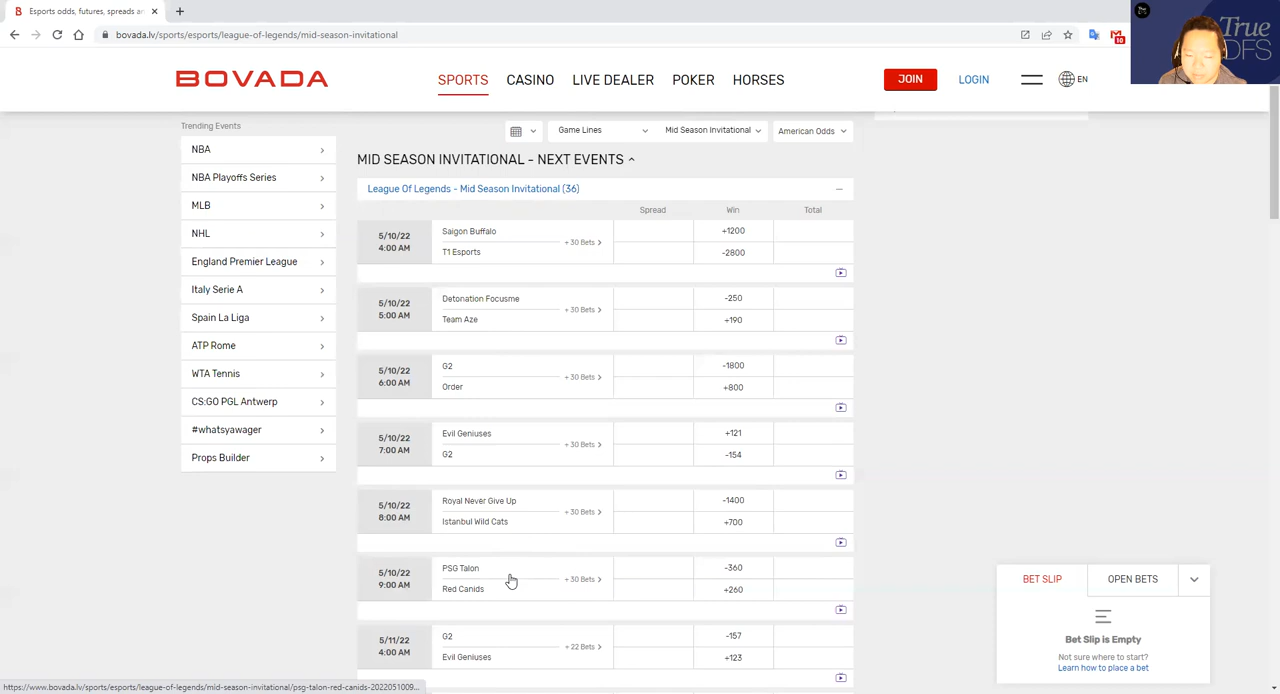 Esports odds, futures, spreads an
bovada.lv/sports/esports/league-of-legends/mid-season-invitational
10
True
DFS
BOVADA
SPORTS
CASINO
LIVE DEALER
POKER
HORSES
JOIN
LOGIN
EN
Trending Events
NBA
NBA Playoffs Series
MLB
NHL
England Premier League
Italy Serie A
Spain La Liga
ATP Rome
WTA Tennis
CS:GO PGL Antwerp
#whatsyawager
Props Builder
Game Lines
Mid Season Invitational
American Odds
MID SEASON INVITATIONAL - NEXT EVENTS
League Of Legends - Mid Season Invitational (36)
Spread Win Total
5/10/22 4:00 AM
Saigon Buffalo +1200
+ 30 Bets
T1 Esports -2800
5/10/22 5:00 AM
Detonation Focusme -250
+ 30 Bets
Team Aze +190
5/10/22 6:00 AM
G2 -1800
+ 30 Bets
Order +800
5/10/22 7:00 AM
Evil Geniuses +121
+ 30 Bets
G2 -154
5/10/22 8:00 AM
Royal Never Give Up -1400
+ 30 Bets
Istanbul Wild Cats +700
5/10/22 9:00 AM
PSG Talon -360
+ 30 Bets
Red Canids +260
5/11/22 4:00 AM
G2 -157
+ 22 Bets
Evil Geniuses +123
BET SLIP
OPEN BETS
Bet Slip is Empty
Not sure where to start?
Learn how to place a bet
https://www.bovada.lv/sports/esports/league-of-legends/mid-season-invitational/psg-talon-red-canids-2022051009...